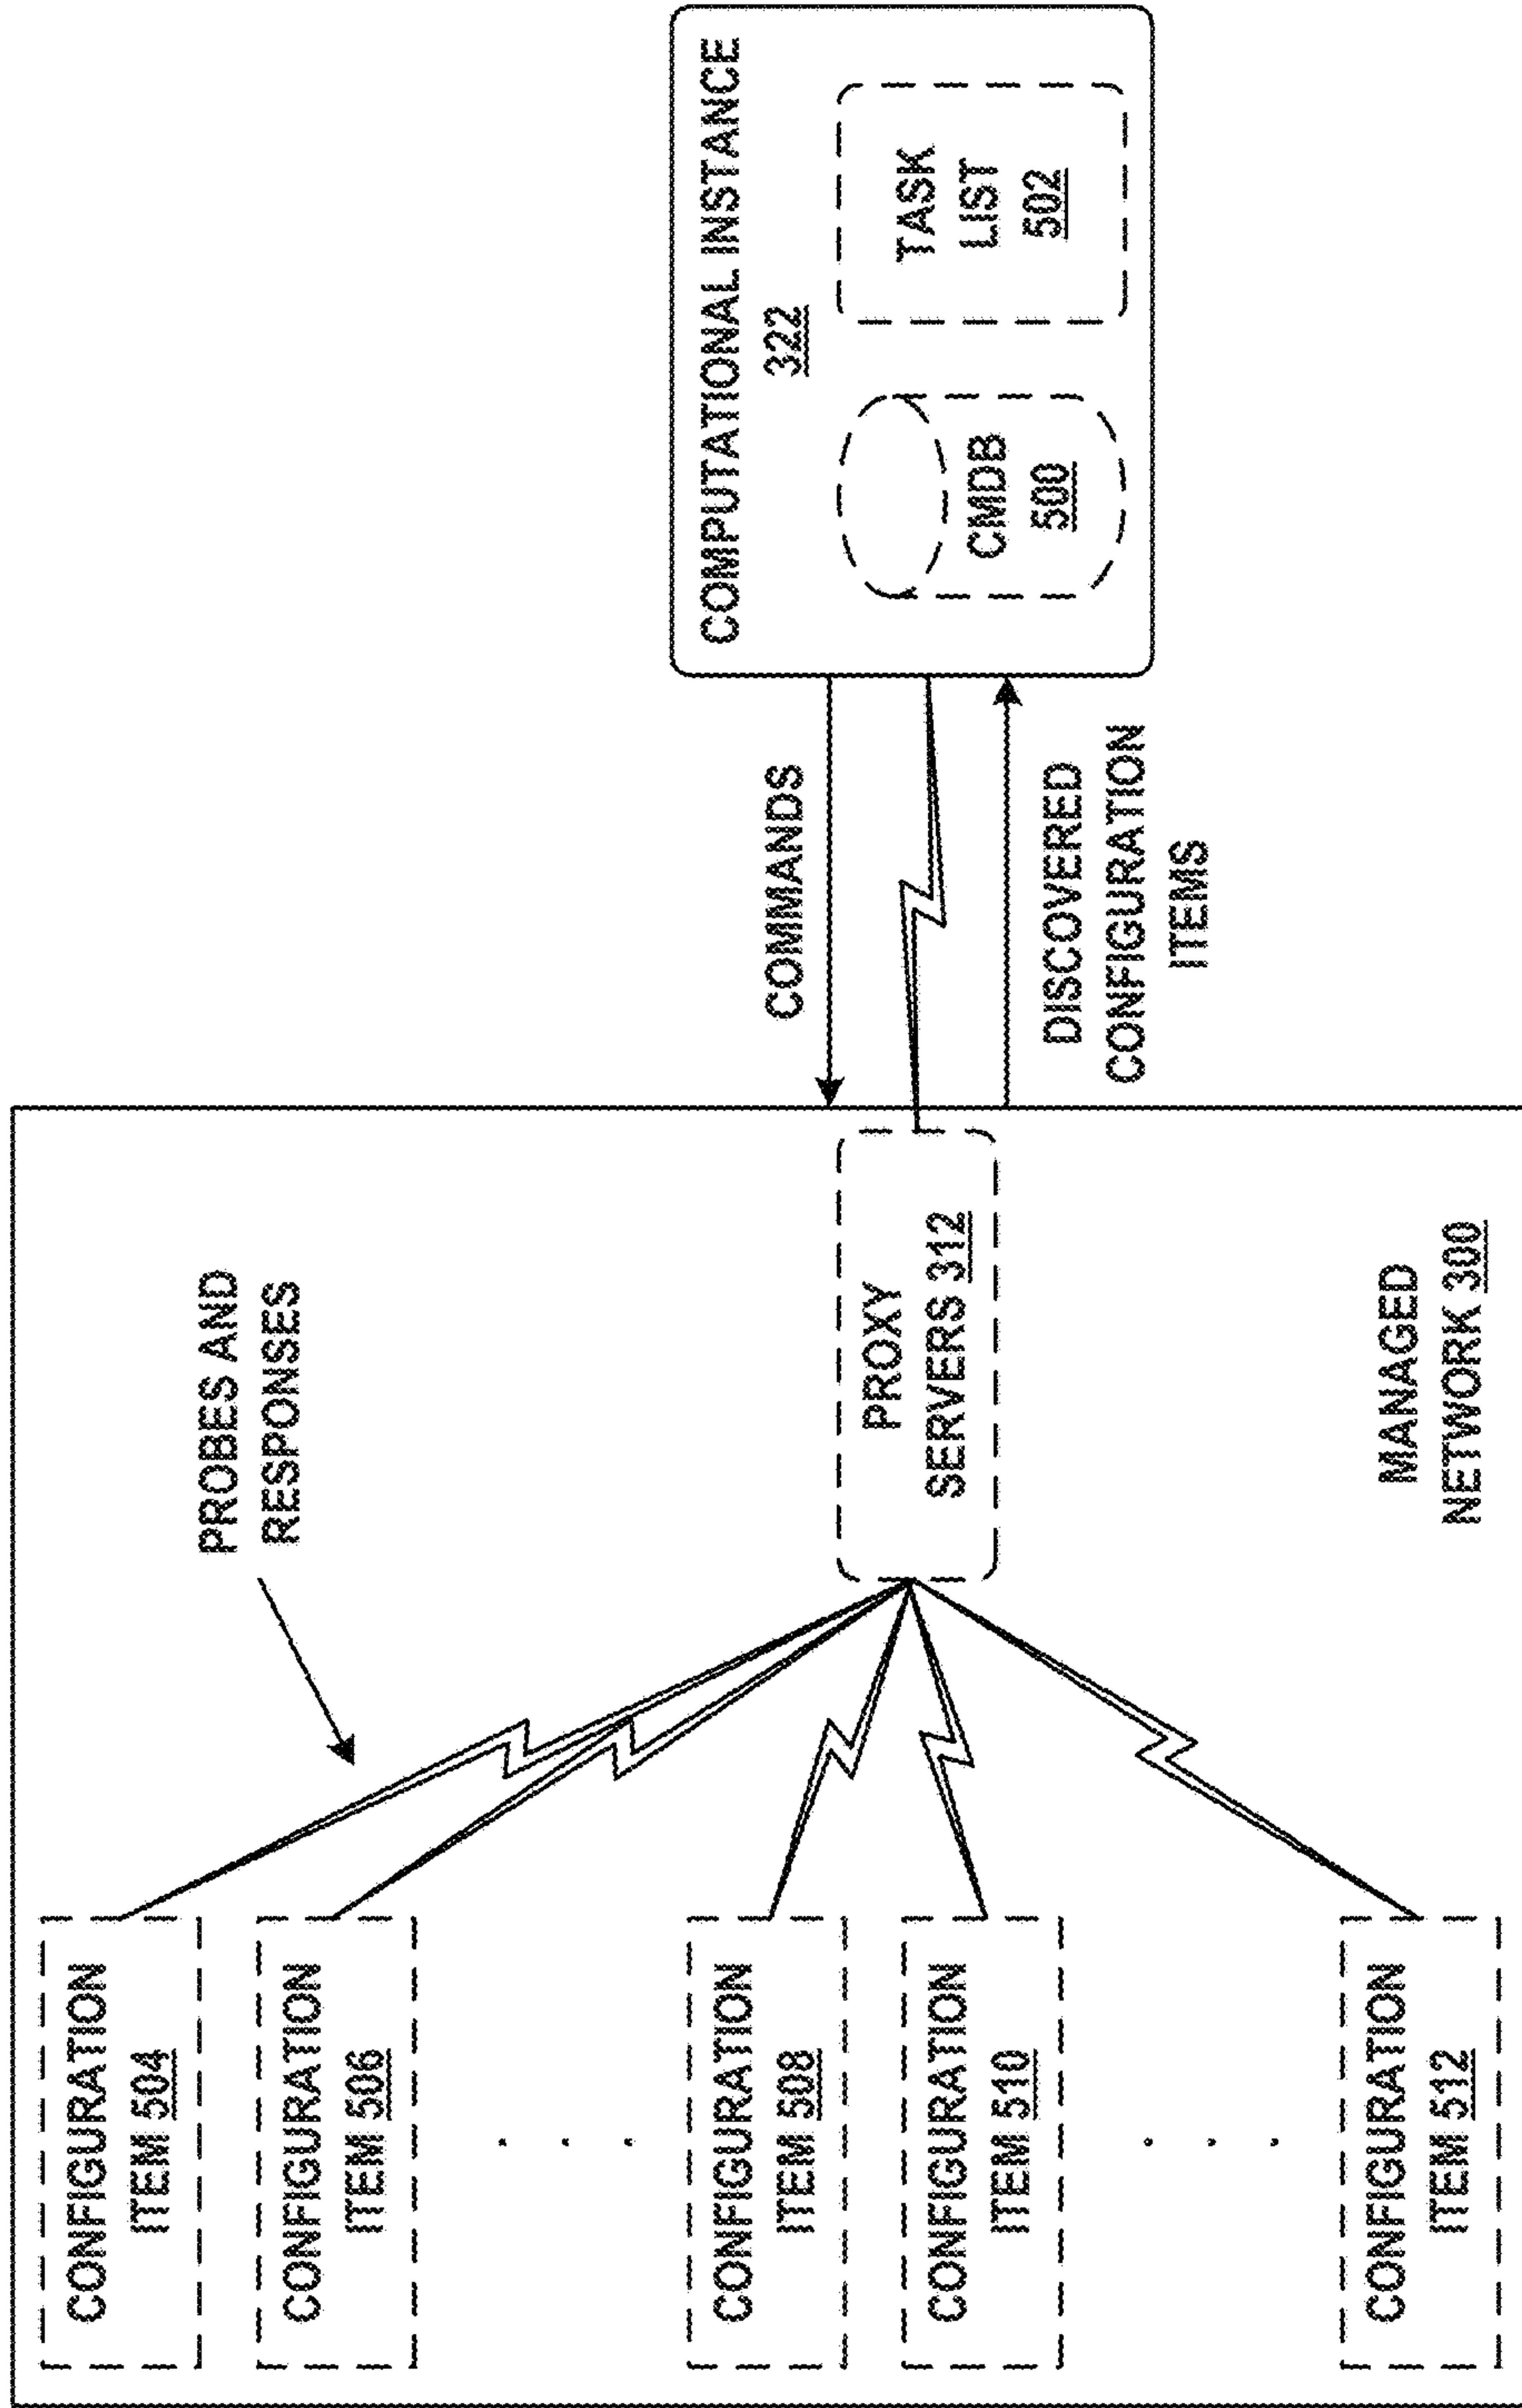 COMPUTATIONAL INSTANCE
322
CMDB
500
TASK
LIST
502
COMMANDS
DISCOVERED
CONFIGURATION
ITEMS
PROBES AND
RESPONSES
PROXY
SERVERS 312
MANAGED
NETWORK 300
CONFIGURATION
ITEM 504
CONFIGURATION
ITEM 506
. . .
CONFIGURATION
ITEM 508
CONFIGURATION
ITEM 510
. . .
CONFIGURATION
ITEM 512